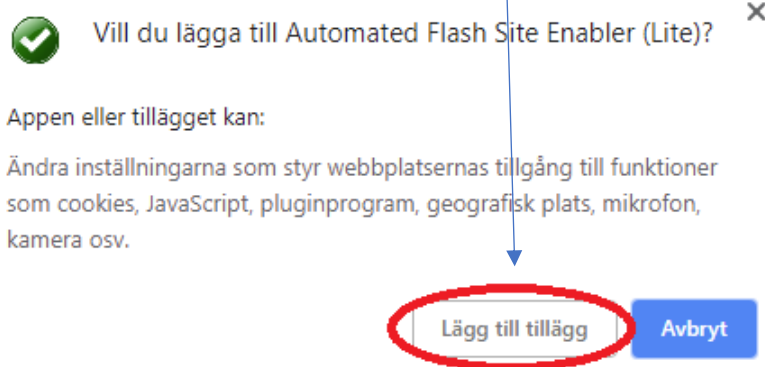 Vill du lägga till Automated Flash Site Enabler (Lite)?
Appen eller tillägget kan:
Ändra inställningarna som styr webbplatsernas tillgång till funktioner
som cookies, JavaScript, pluginprogram, geografisk plats, mikrofon,
kamera osv.
Lägg till tillägg
Avbryt